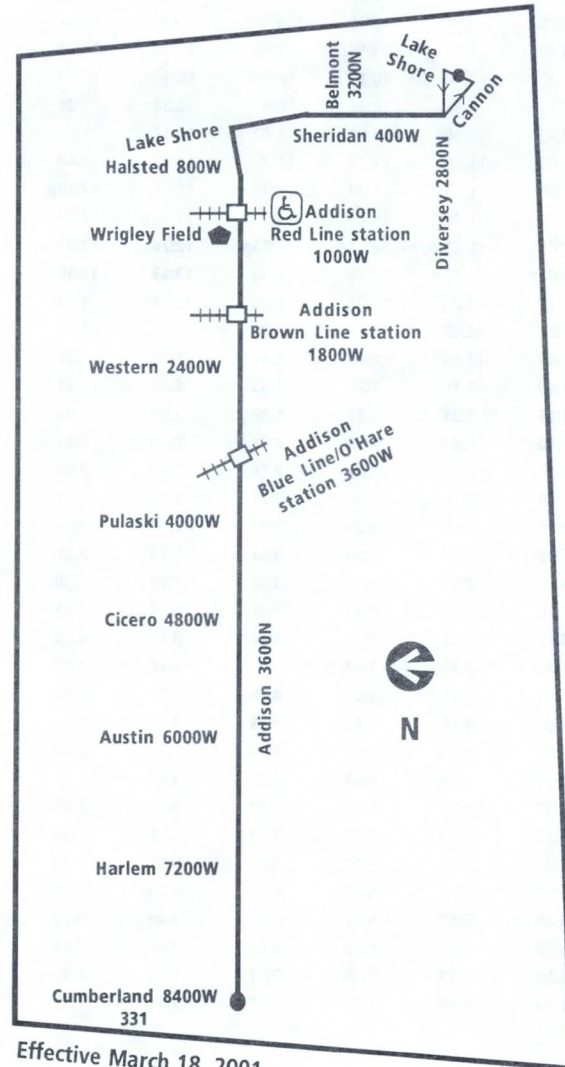 Belmont
3200N
Lake
Shore
Cannon
Lake Shore
Sheridan 400W
Halsted 800W
Diversey 2800N
Addison
Red Line station
1000W
Wrigley Field
Addison
Brown Line station
1800W
Western 2400W
Addison
Blue Line/O'Hare
station 3600W
Pulaski 4000W
Cicero 4800W
Addison 3600N
N
Austin 6000W
Harlem 7200W
Cumberland 8400W
331
Effective March 18, 2001